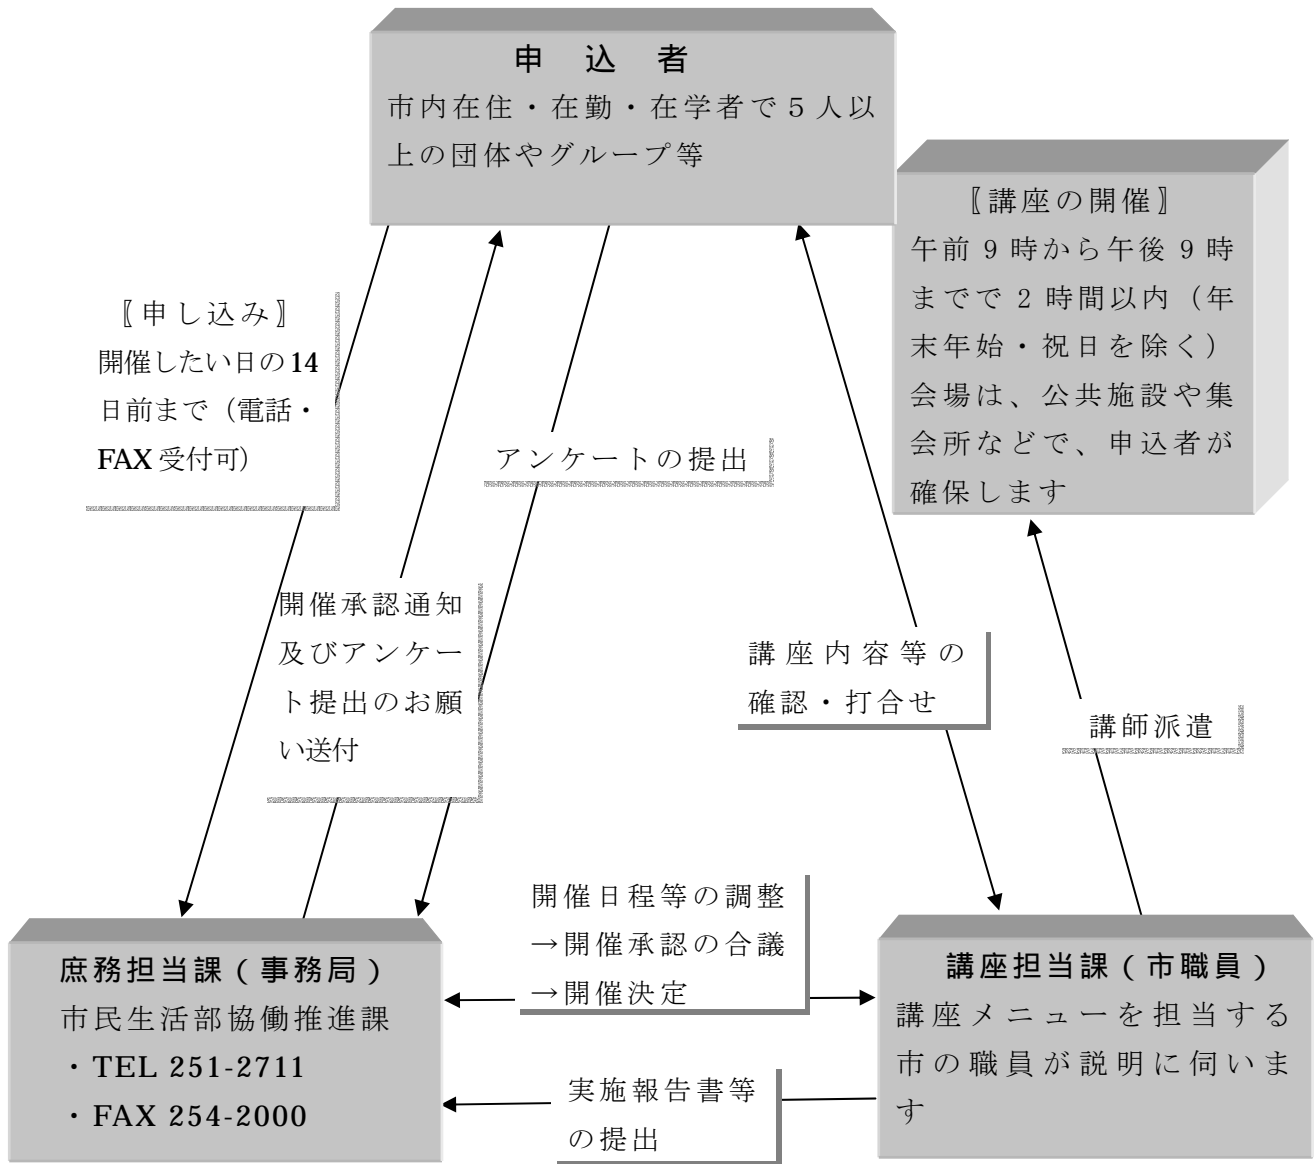 申込者
市内在住・在勤・在学者で5人以
上の団体やグループ等
〖講座の開催〗
午前9時から午後9時
までで2時間以内（年
末年始・祝日を除く）
会場は、公共施設や集
会所などで、申込者が
確保します
〖申し込み〗
開催したい日の14
日前まで（電話・
FAX受付可）
アンケートの提出
開催承認通知
及びアンケー
ト提出のお願
い送付
講座内容等の
確認・打合せ
講師派遣
開催日程等の調整
→開催承認の合議
→開催決定
庶務担当課（事務局）
市民生活部協働推進課
・TEL 251-2711
・FAX 254-2000
講座担当課（市職員）
講座メニューを担当する
市の職員が説明に伺いま
す
実施報告書等
の提出